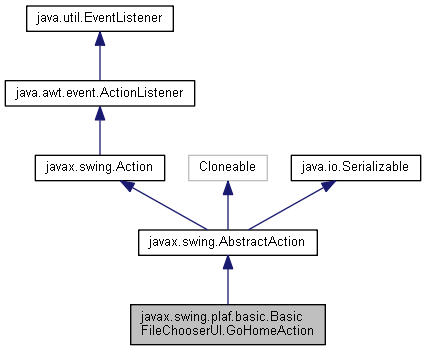 java.util.EventListener
java.awt.event.ActionListener
javax.swing.Action
Cloneable
java.io.Serializable
javax.swing.AbstractAction
javax.swing.plaf.basic.Basic
FileChooserUI.GoHomeAction